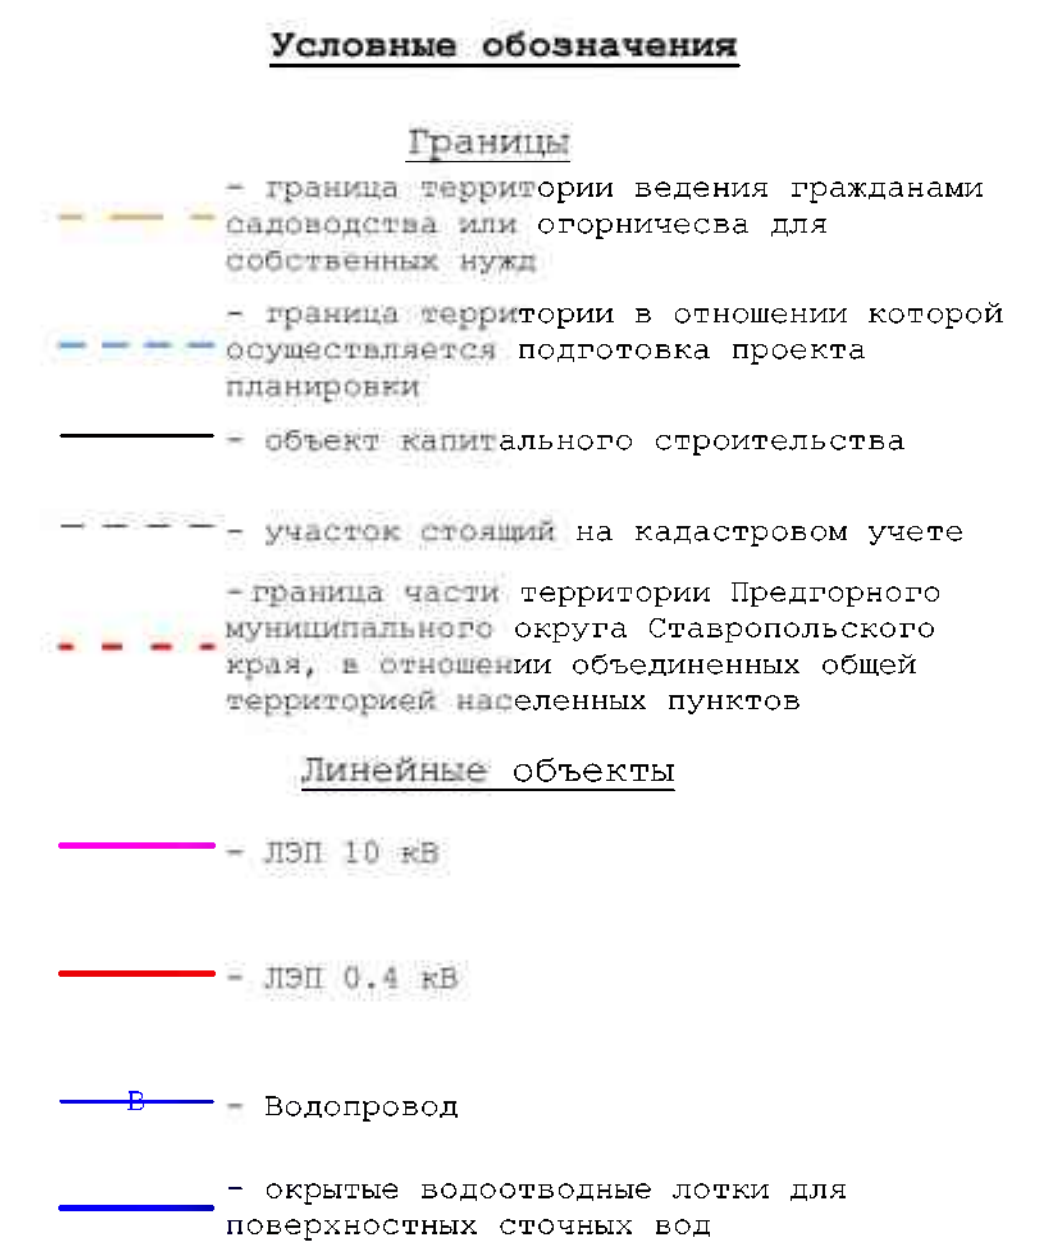 Условные обозначения
Границы
- граница территории ведения гражданами
садоводства или огорничесва для
собственных нужд
- граница территории в отношении которой
осуществляется подготовка проекта
планировки
- объект капитального строительства
- участок стоящий на кадастровом учете
-граница части территории Предгорного
муниципального округа Ставропольского
края, в отношении объединенных общей
территорией населенных пунктов
Линейные объекты
- ЛЭП 10 кВ
- ЛЭП 0.4 кВ
В - Водопровод
- окрытые водоотводные лотки для
поверхностных сточных вод